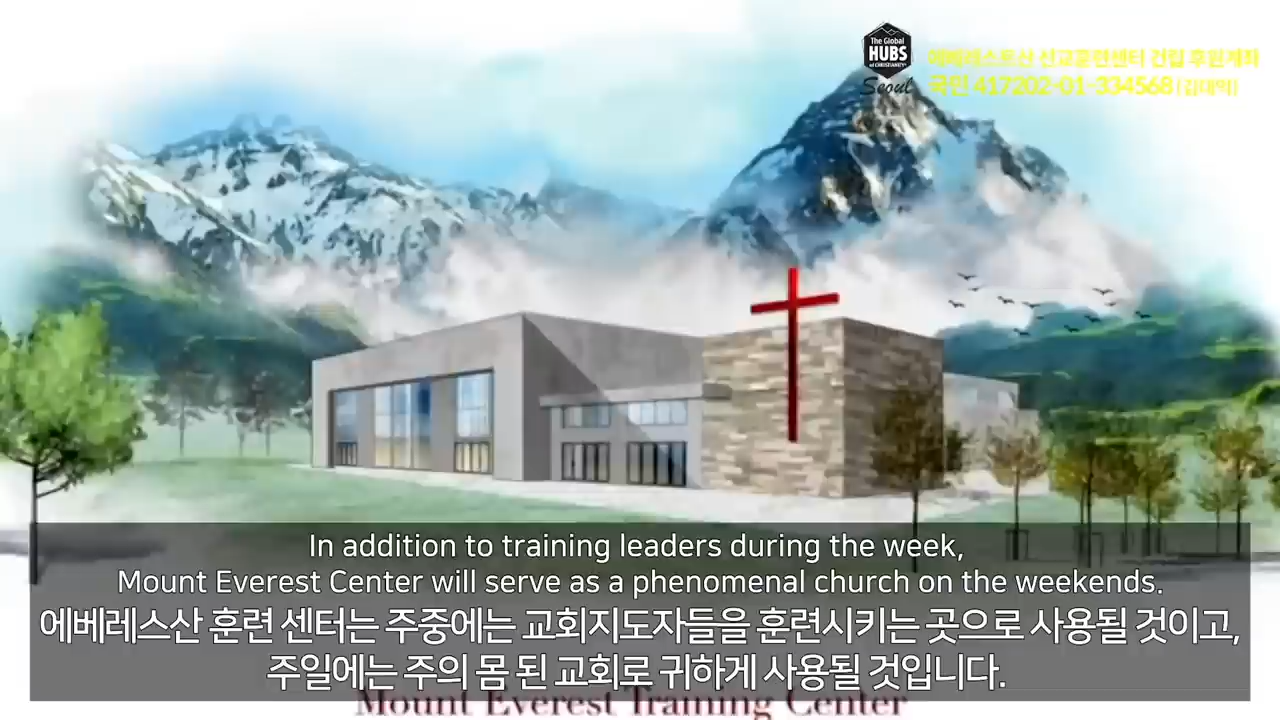 The Global
HUBS
of CHRISTIANITY
Seoul
에베레스트산 선교훈련센터 건립 후원계좌
국민 417202-01-334568 (김대억)
In addition to training leaders during the week,
Mount Everest Center will serve as a phenomenal church on the weekends.
에베레스산 훈련 센터는 주중에는 교회지도자들을 훈련시키는 곳으로 사용될 것이고,
주일에는 주의 몸 된 교회로 귀하게 사용될 것입니다.
Mount Everest Training Center